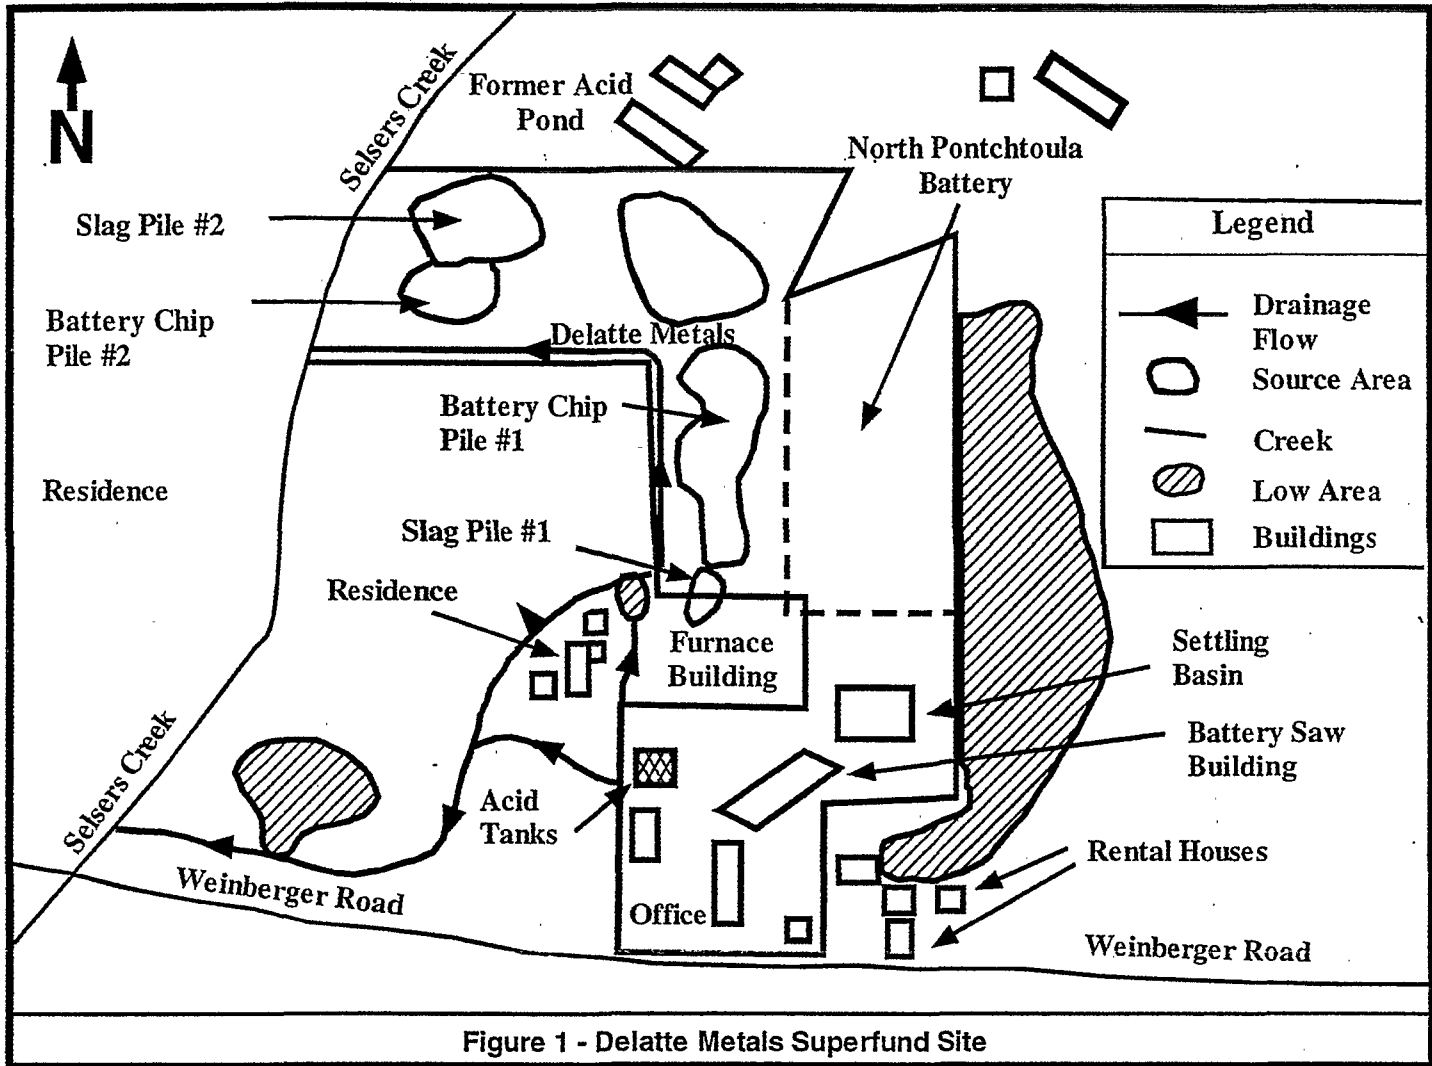 N
Selsers Creek
Former Acid
Pond
North Pontchtoula
Battery
Slag Pile #2
Battery Chip
Pile #2
Delatte Metals
Battery Chip
Pile #1
Residence
Slag Pile #1
Residence
Furnace
Building
Settling
Basin
Battery Saw
Building
Selsers Creek
Acid
Tanks
Rental Houses
Weinberger Road
Office
Weinberger Road
Legend
Drainage
Flow
Source Area
Creek
Low Area
Buildings
Figure 1 - Delatte Metals Superfund Site